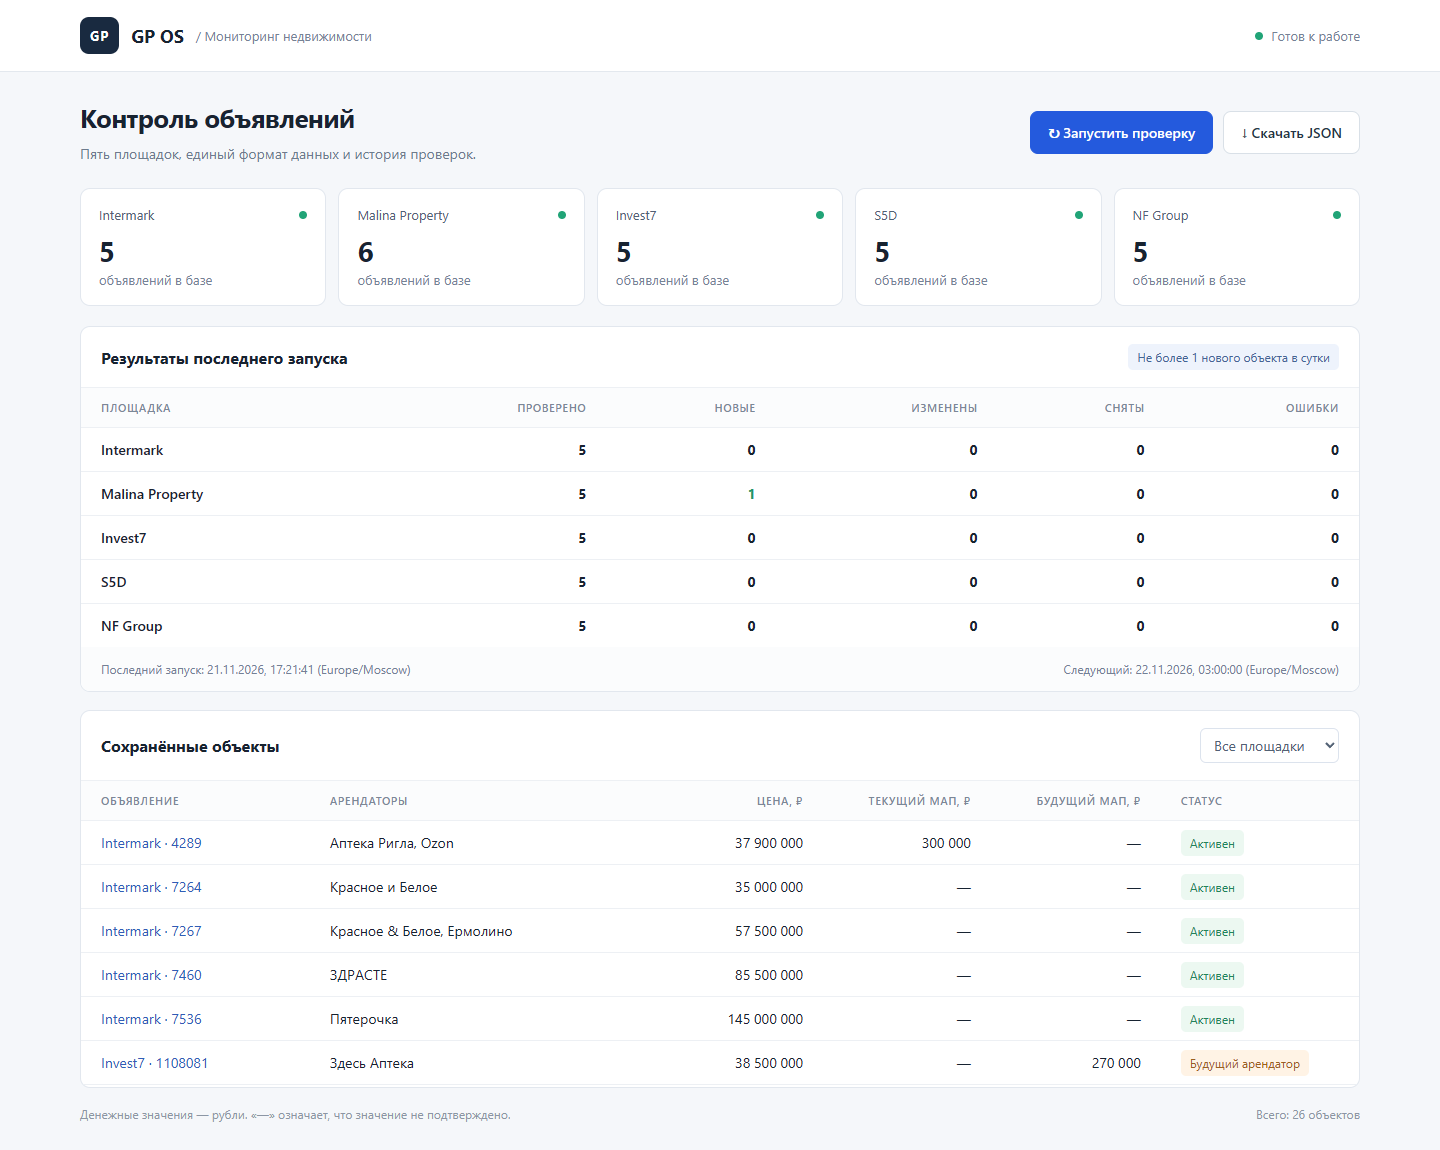 GP GP OS / Мониторинг недвижимости Готов к работе
Контроль объявлений
Пять площадок, единый формат данных и история проверок.
↻ Запустить проверку ↓ Скачать JSON
Intermark Malina Property Invest7 S5D NF Group
5 6 5 5 5
объявлений в базе объявлений в базе объявлений в базе объявлений в базе объявлений в базе
Результаты последнего запуска Не более 1 нового объекта в сутки
ПЛОЩАДКА ПРОВЕРЕНО НОВЫЕ ИЗМЕНЕНЫ СНЯТЫ ОШИБКИ
Intermark 5 0 0 0 0
Malina Property 5 1 0 0 0
Invest7 5 0 0 0 0
S5D 5 0 0 0 0
NF Group 5 0 0 0 0
Последний запуск: 21.11.2026, 17:21:41 (Europe/Moscow) Следующий: 22.11.2026, 03:00:00 (Europe/Moscow)
Сохранённые объекты Все площадки
ОБЪЯВЛЕНИЕ АРЕНДАТОРЫ ЦЕНА, ₽ ТЕКУЩИЙ МАП, ₽ БУДУЩИЙ МАП, ₽ СТАТУС
Intermark · 4289 Аптека Ригла, Ozon 37 900 000 300 000 — Активен
Intermark · 7264 Красное и Белое 35 000 000 — — Активен
Intermark · 7267 Красное & Белое, Ермолино 57 500 000 — — Активен
Intermark · 7460 ЗДРАСТЕ 85 500 000 — — Активен
Intermark · 7536 Пятерочка 145 000 000 — — Активен
Invest7 · 1108081 Здесь Аптека 38 500 000 — 270 000 Будущий арендатор
Денежные значения — рубли. «—» означает, что значение не подтверждено. Всего: 26 объектов